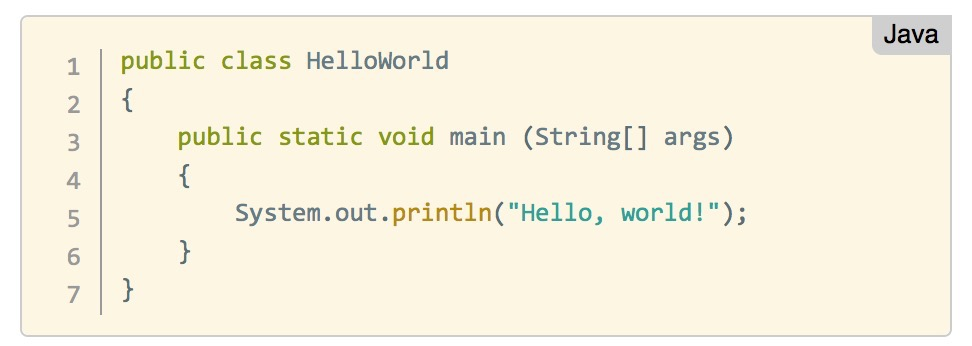 Java
1 public class HelloWorld
2 {
3     public static void main (String[] args)
4     {
5         System.out.println("Hello, world!");
6     }
7 }